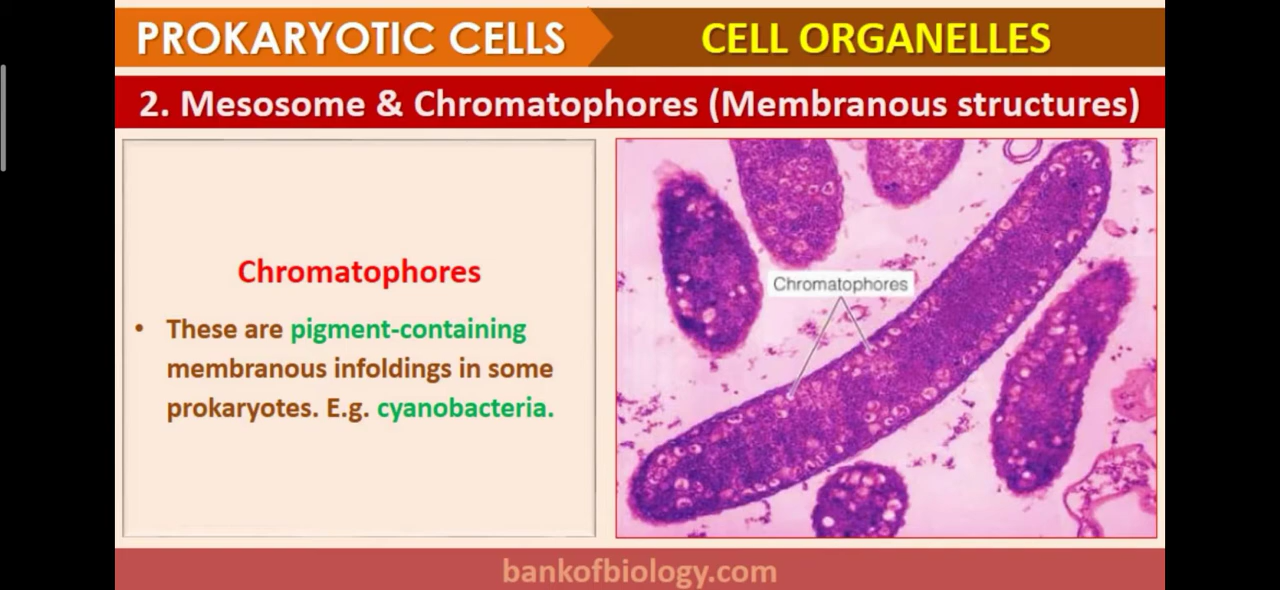 PROKARYOTIC CELLS
CELL ORGANELLES
2. Mesosome & Chromatophores (Membranous structures)
Chromatophores
• These are pigment-containing
membranous infoldings in some
prokaryotes. E.g. cyanobacteria.
Chromatophores
bankofbiology.com